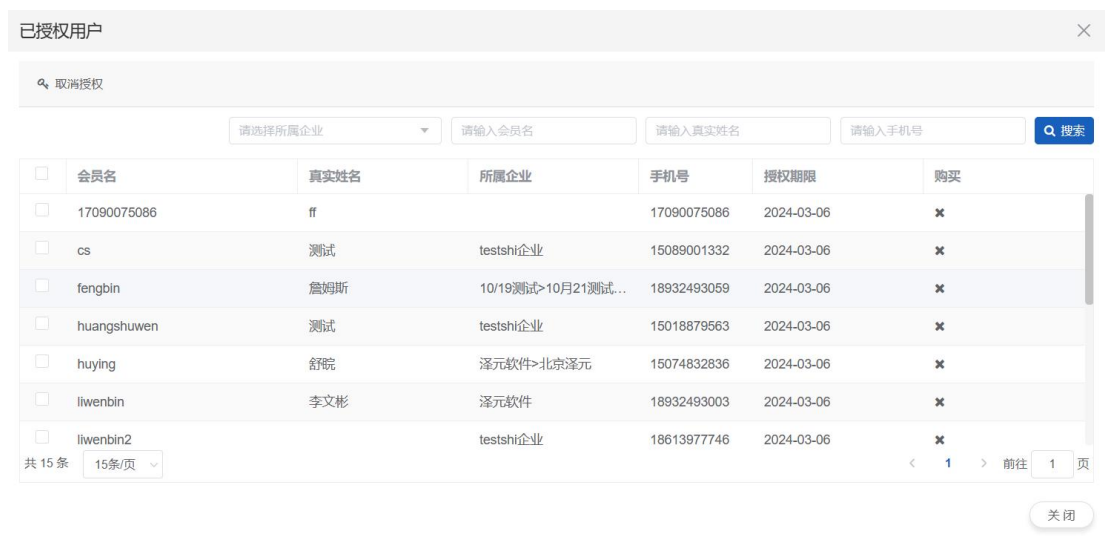 已授权用户
取消授权
请选择所属企业 请输入会员名 请输入真实姓名 请输入手机号 搜索
会员名 真实姓名 所属企业 手机号 授权期限 购买
17090075086 ff 17090075086 2024-03-06
cs 测试 testshi企业 15089001332 2024-03-06
fengbin 詹姆斯 10/19测试>10月21测试... 18932493059 2024-03-06
huangshuwen 测试 testshi企业 15018879563 2024-03-06
huying 舒晥 泽元软件>北京泽元 15074832836 2024-03-06
liwenbin 李文彬 泽元软件 18932493003 2024-03-06
liwenbin2 testshi企业 18613977746 2024-03-06
共 15 条 15条/页 1 前往 1 页
关闭